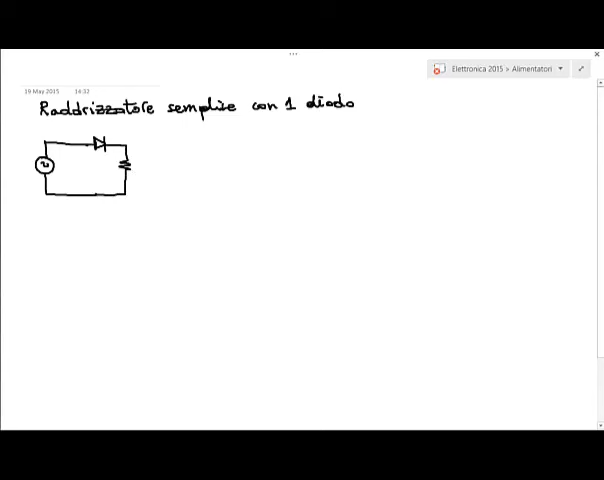 Elettronica 2015 > Alimentatori
19 May 2015 14:32
Raddrizzatore semplice con 1 diodo